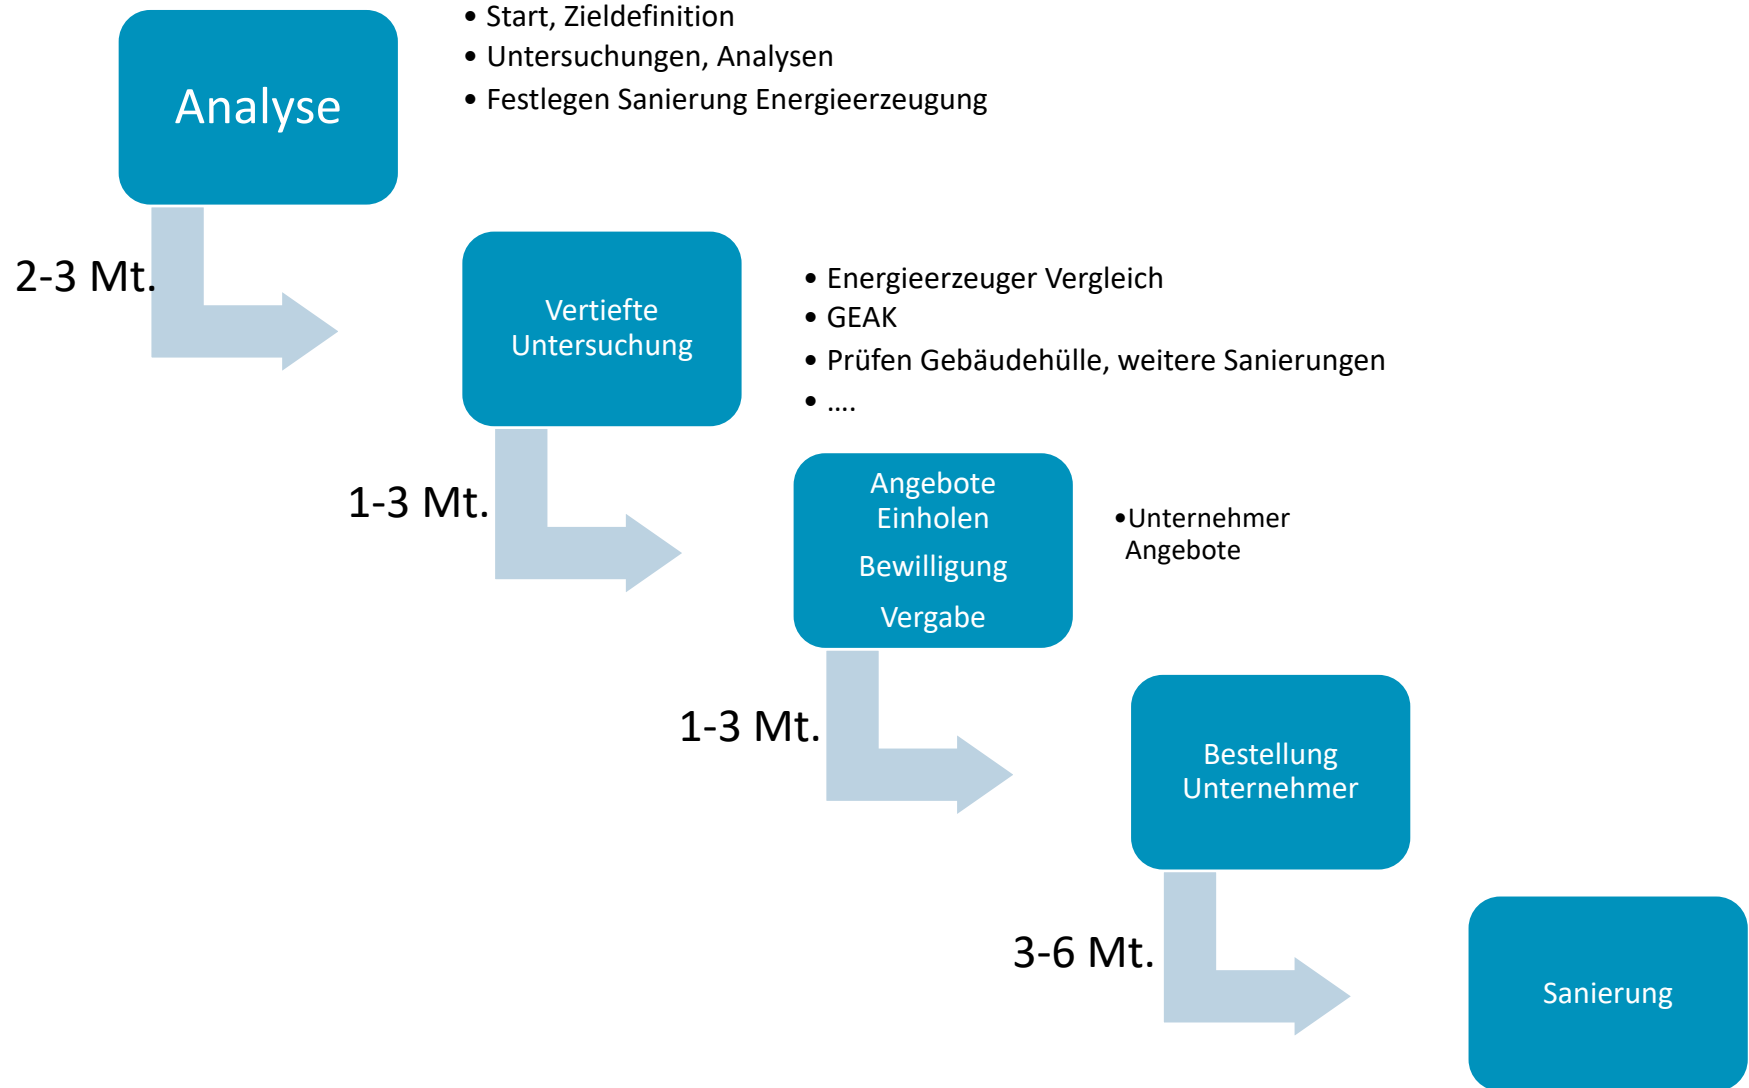 Analyse
• Start, Zieldefinition
• Untersuchungen, Analysen
• Festlegen Sanierung Energieerzeugung
2-3 Mt.
Vertiefte
Untersuchung
• Energieerzeuger Vergleich
• GEAK
• Prüfen Gebäudehülle, weitere Sanierungen
• ….
1-3 Mt.
Angebote
Einholen
Bewilligung
Vergabe
•Unternehmer
Angebote
1-3 Mt.
Bestellung
Unternehmer
3-6 Mt.
Sanierung